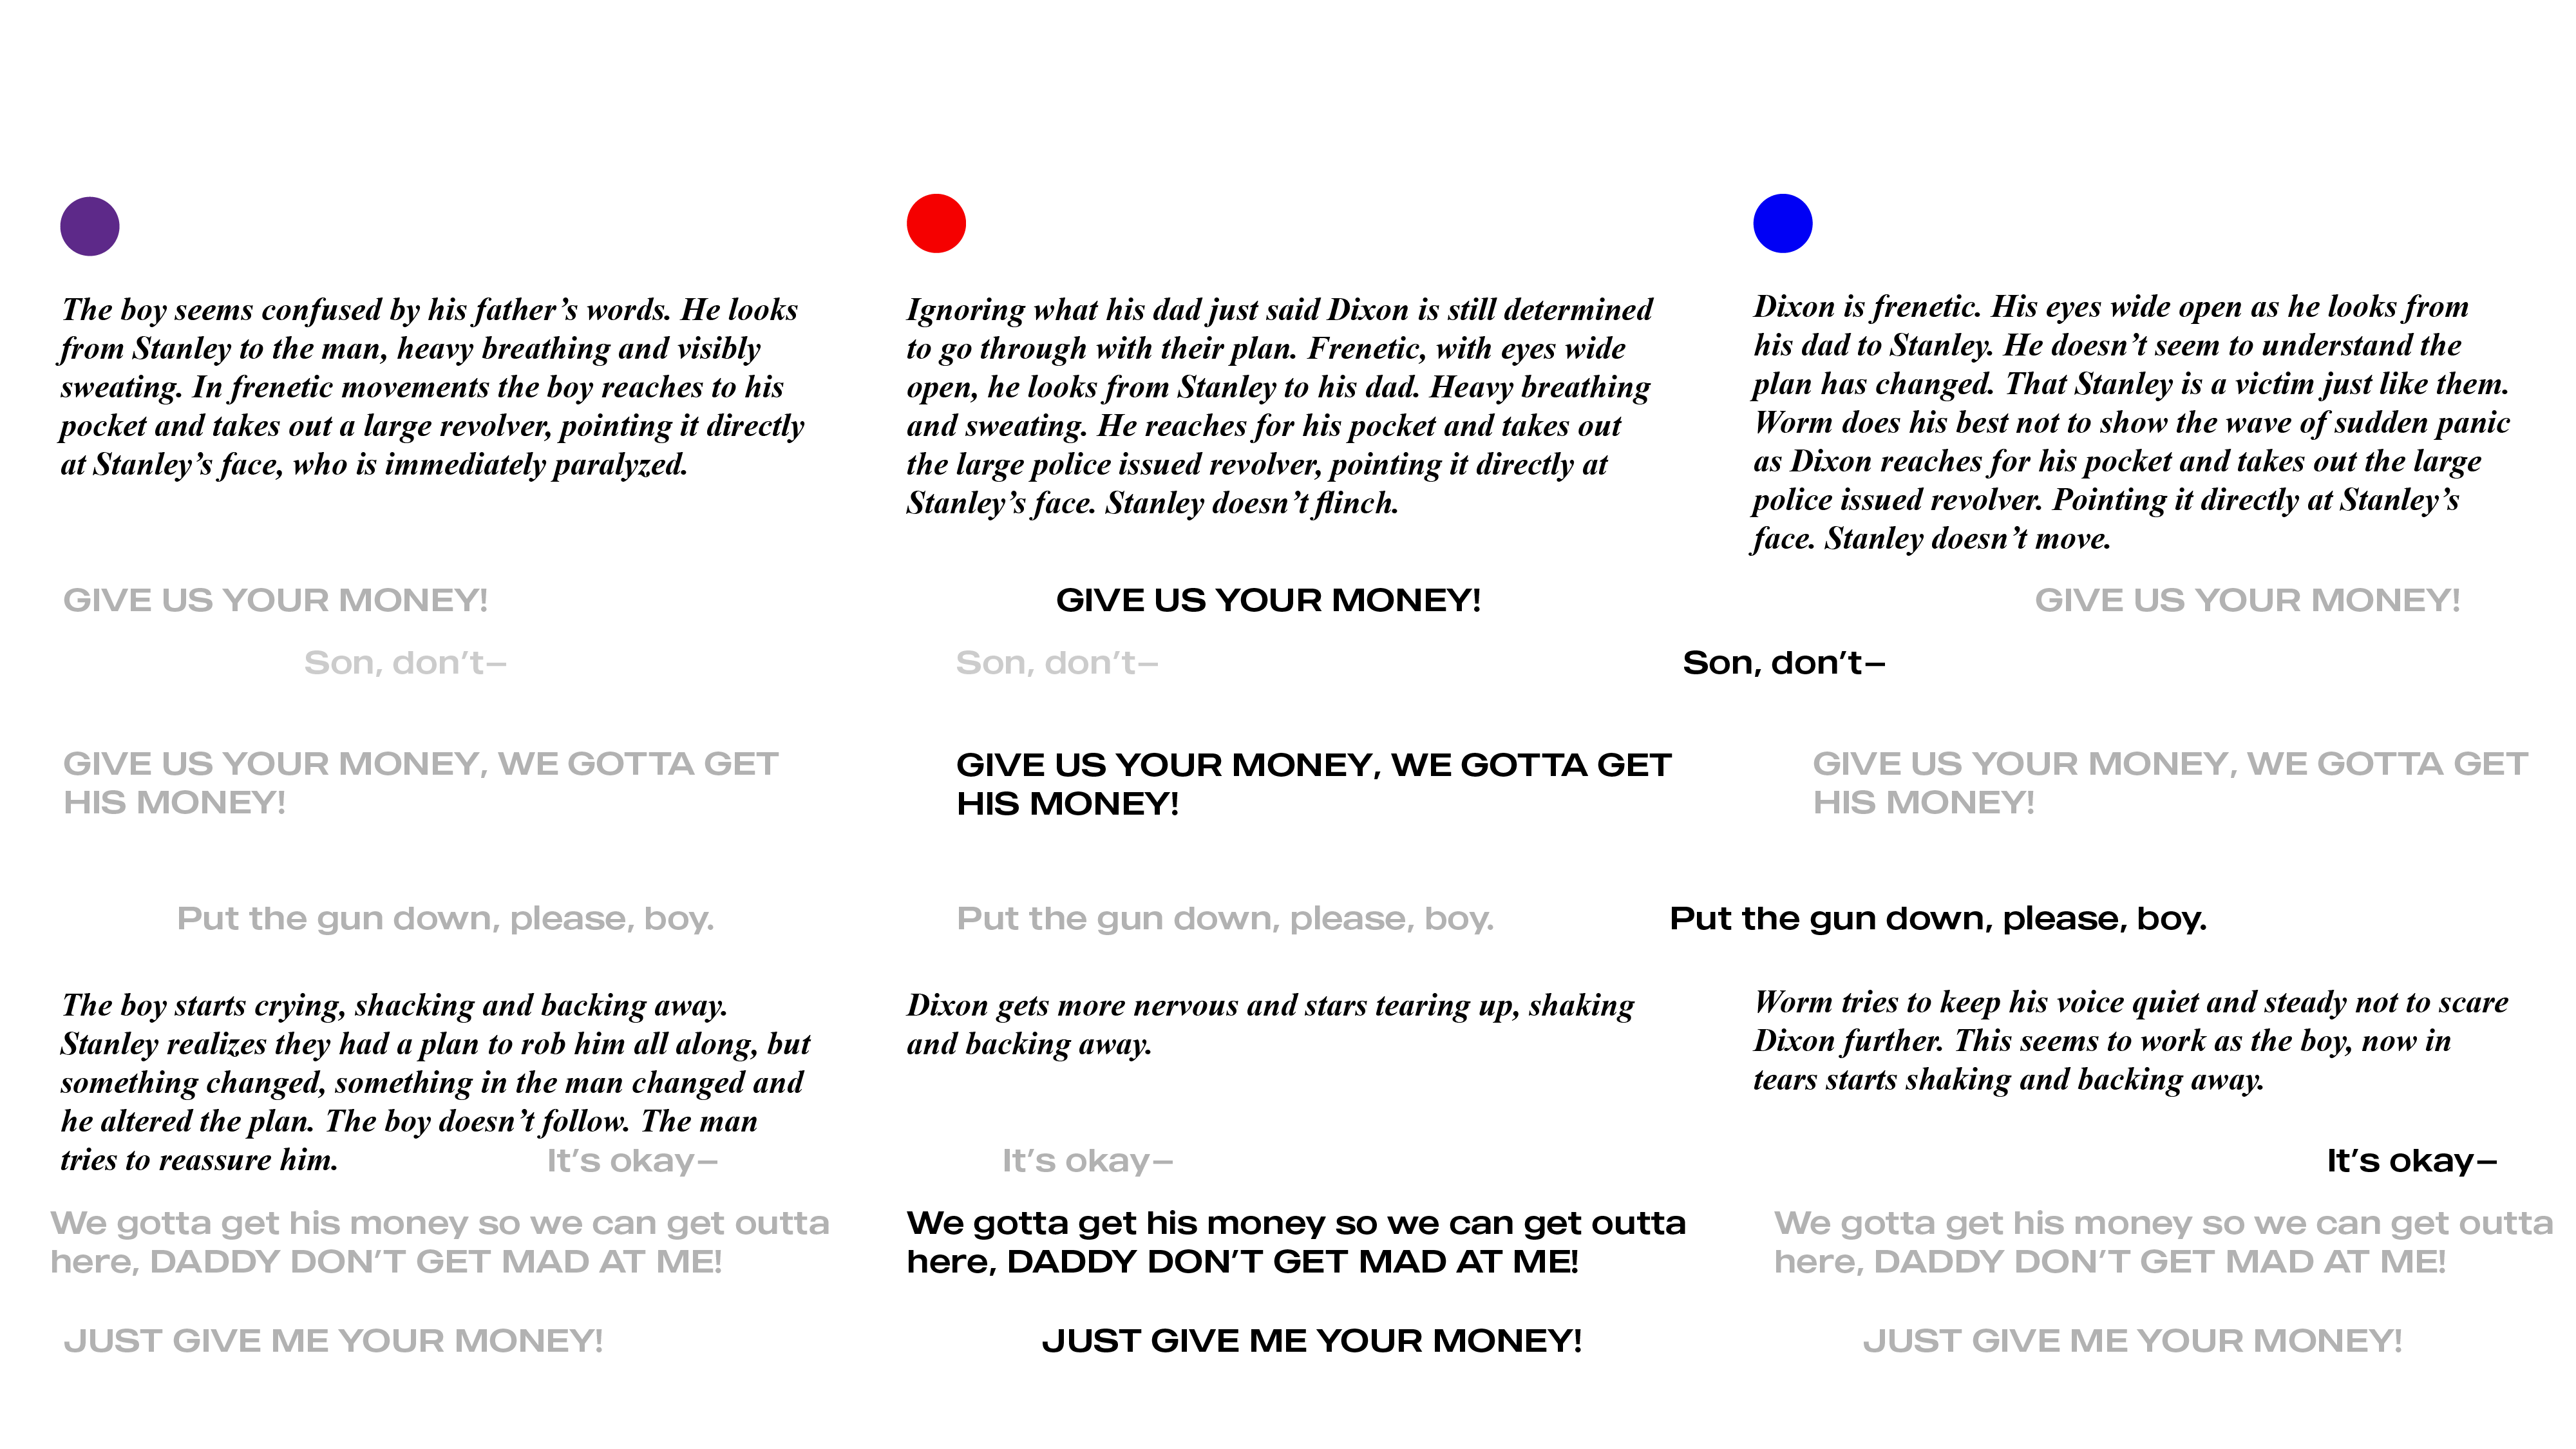 The boy seems confused by his father’s words. He looks
from Stanley to the man, heavy breathing and visibly
sweating. In frenetic movements the boy reaches to his
pocket and takes out a large revolver, pointing it directly
at Stanley’s face, who is immediately paralyzed.
GIVE US YOUR MONEY!
Son, don’t–
GIVE US YOUR MONEY, WE GOTTA GET
HIS MONEY!
Put the gun down, please, boy.
The boy starts crying, shacking and backing away.
Stanley realizes they had a plan to rob him all along, but
something changed, something in the man changed and
he altered the plan. The boy doesn’t follow. The man
tries to reassure him.
It’s okay–
We gotta get his money so we can get outta
here, DADDY DON’T GET MAD AT ME!
JUST GIVE ME YOUR MONEY!
Ignoring what his dad just said Dixon is still determined
to go through with their plan. Frenetic, with eyes wide
open, he looks from Stanley to his dad. Heavy breathing
and sweating. He reaches for his pocket and takes out
the large police issued revolver, pointing it directly at
Stanley’s face. Stanley doesn’t flinch.
GIVE US YOUR MONEY!
Son, don’t–
GIVE US YOUR MONEY, WE GOTTA GET
HIS MONEY!
Put the gun down, please, boy.
Dixon gets more nervous and stars tearing up, shaking
and backing away.
It’s okay–
We gotta get his money so we can get outta
here, DADDY DON’T GET MAD AT ME!
JUST GIVE ME YOUR MONEY!
Dixon is frenetic. His eyes wide open as he looks from
his dad to Stanley. He doesn’t seem to understand the
plan has changed. That Stanley is a victim just like them.
Worm does his best not to show the wave of sudden panic
as Dixon reaches for his pocket and takes out the large
police issued revolver. Pointing it directly at Stanley’s
face. Stanley doesn’t move.
GIVE US YOUR MONEY!
Son, don’t–
GIVE US YOUR MONEY, WE GOTTA GET
HIS MONEY!
Put the gun down, please, boy.
Worm tries to keep his voice quiet and steady not to scare
Dixon further. This seems to work as the boy, now in
tears starts shaking and backing away.
It’s okay–
We gotta get his money so we can get outta
here, DADDY DON’T GET MAD AT ME!
JUST GIVE ME YOUR MONEY!